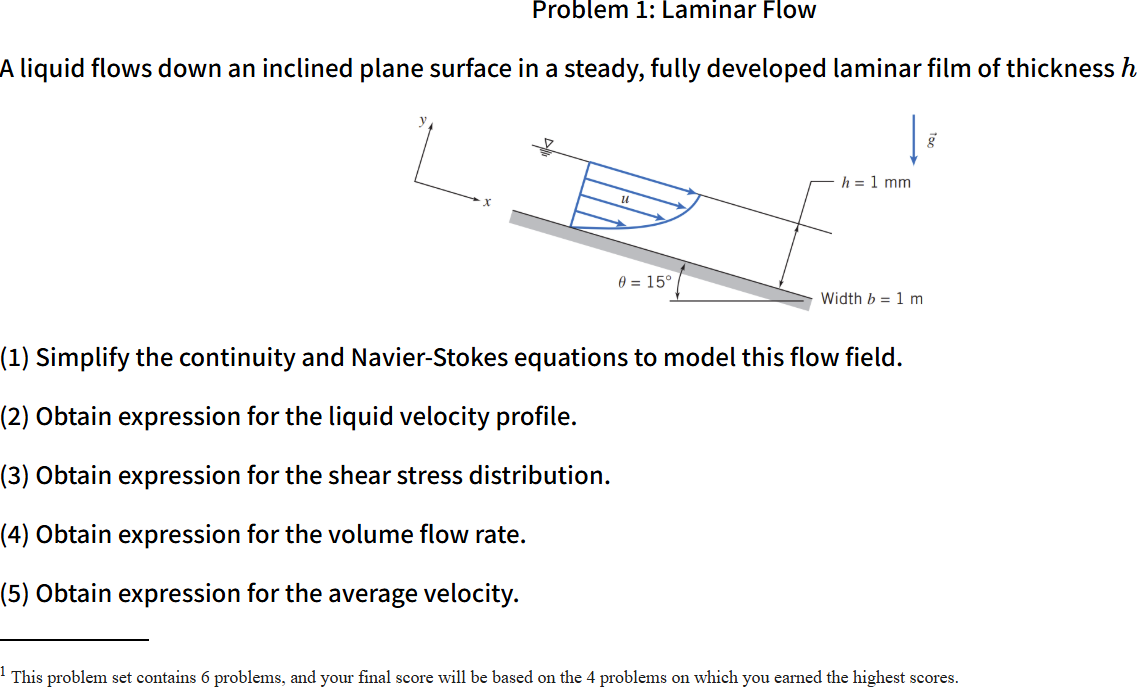 Problem 1: Laminar Flow
A liquid flows down an inclined plane surface in a steady, fully developed laminar film of thickness h
y
g⃗
h = 1 mm
u
x
θ = 15°
Width b = 1 m
(1) Simplify the continuity and Navier-Stokes equations to model this flow field.
(2) Obtain expression for the liquid velocity profile.
(3) Obtain expression for the shear stress distribution.
(4) Obtain expression for the volume flow rate.
(5) Obtain expression for the average velocity.
1 This problem set contains 6 problems, and your final score will be based on the 4 problems on which you earned the highest scores.